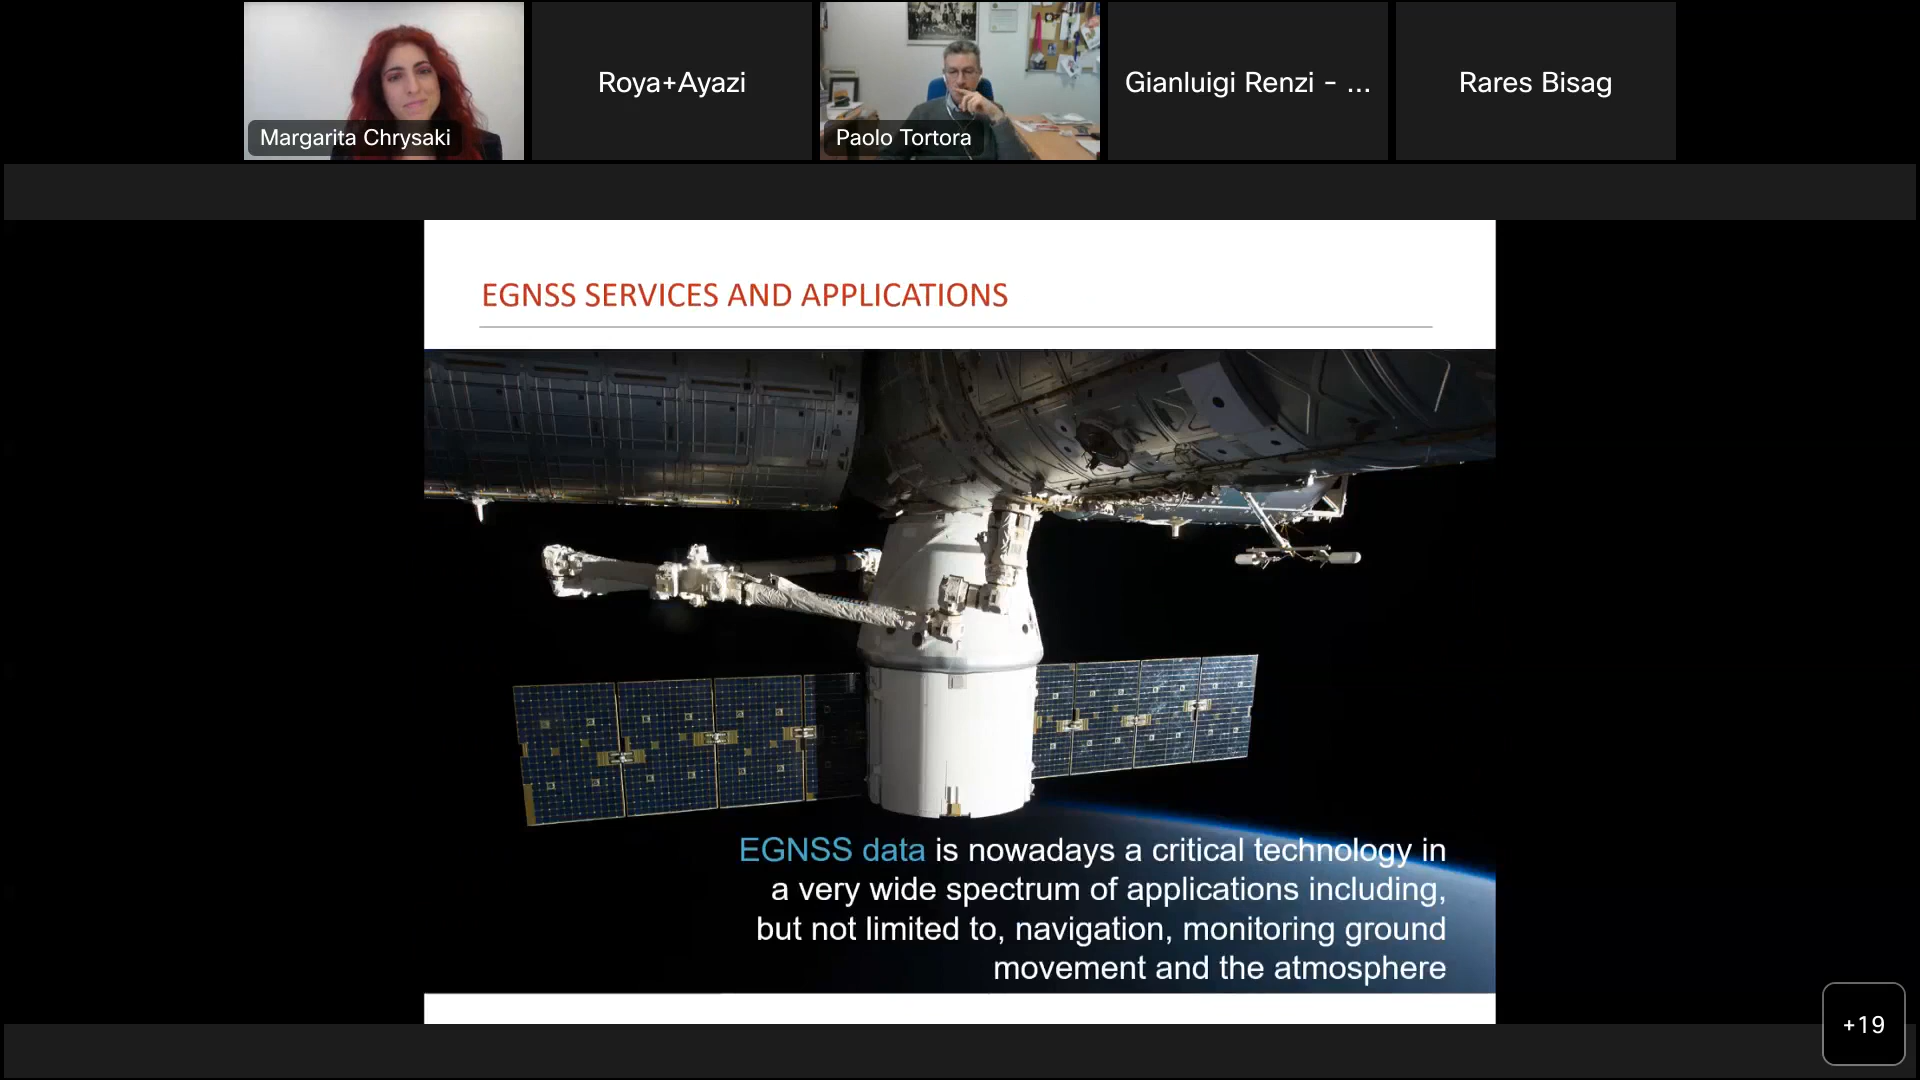 Margarita Chrysaki
Roya+Ayazi
Paolo Tortora
Gianluigi Renzi - ...
Rares Bisag
EGNSS SERVICES AND APPLICATIONS
EGNSS data is nowadays a critical technology in
a very wide spectrum of applications including,
but not limited to, navigation, monitoring ground
movement and the atmosphere
+19